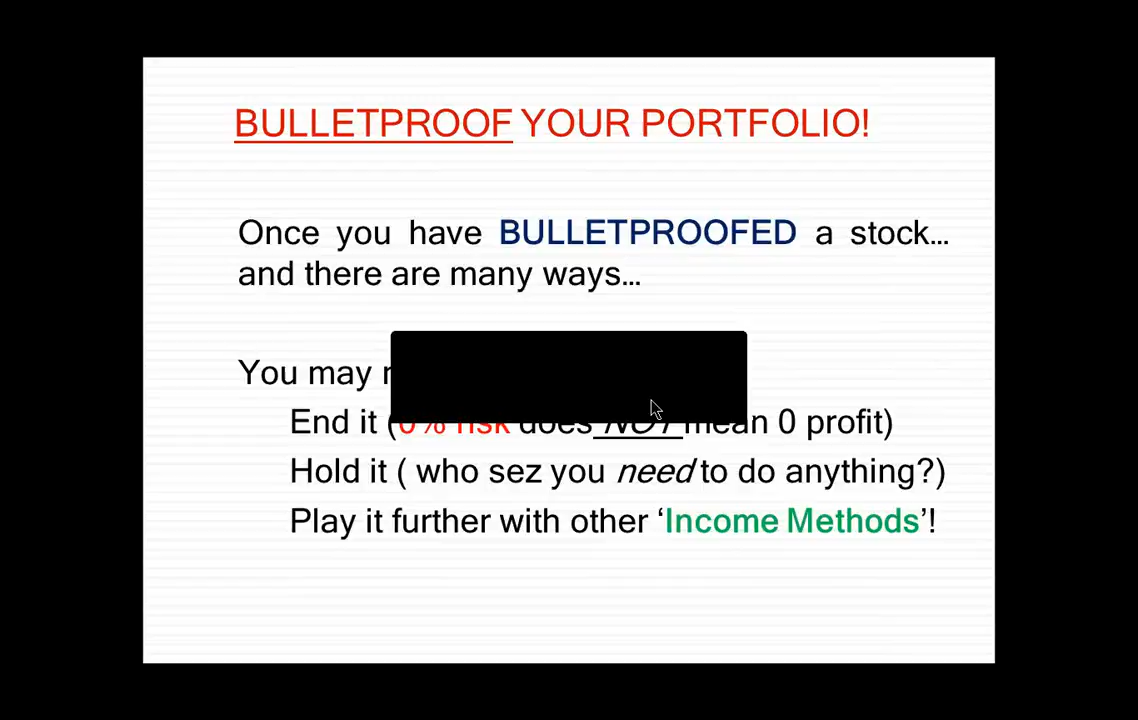 BULLETPROOF YOUR PORTFOLIO!
Once you have BULLETPROOFED a stock...
and there are many ways...
You may
End it (0% risk does NOT mean 0 profit)
Hold it ( who sez you need to do anything?)
Play it further with other ‘Income Methods’!